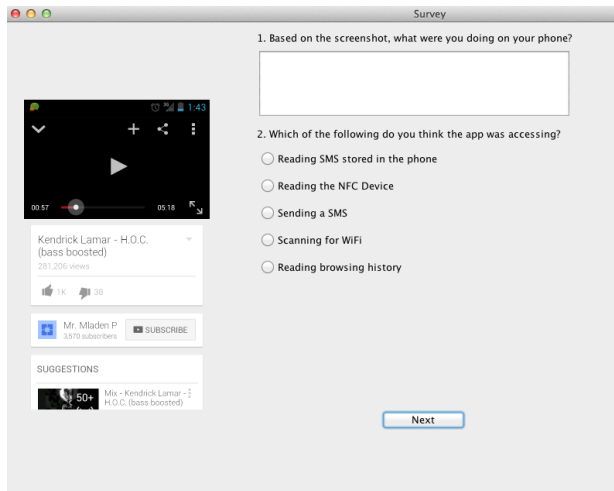 Survey
1. Based on the screenshot, what were you doing on your phone?
1:43
00:57
05:18
Kendrick Lamar - H.O.C.
(bass boosted)
281,206 views
1K
38
Mr. Mladen P
3,570 subscribers
SUBSCRIBE
SUGGESTIONS
50+
Mix - Kendrick Lamar -
H.O.C. (bass boosted)
2. Which of the following do you think the app was accessing?
Reading SMS stored in the phone
Reading the NFC Device
Sending a SMS
Scanning for WiFi
Reading browsing history
Next